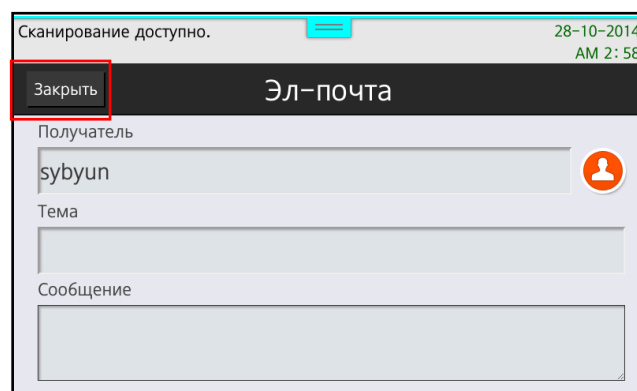 Сканирование доступно.
28-10-2014
AM 2:58
Закрыть
Эл-почта
Получатель
sybyun
Тема
Сообщение